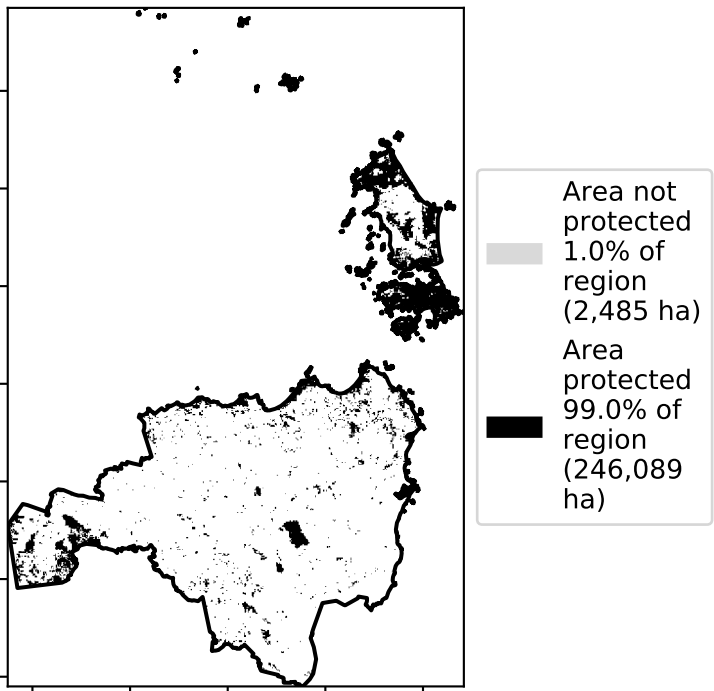 Area not
protected
1.0% of
region
(2,485 ha)
Area
protected
99.0% of
region
(246,089
ha)